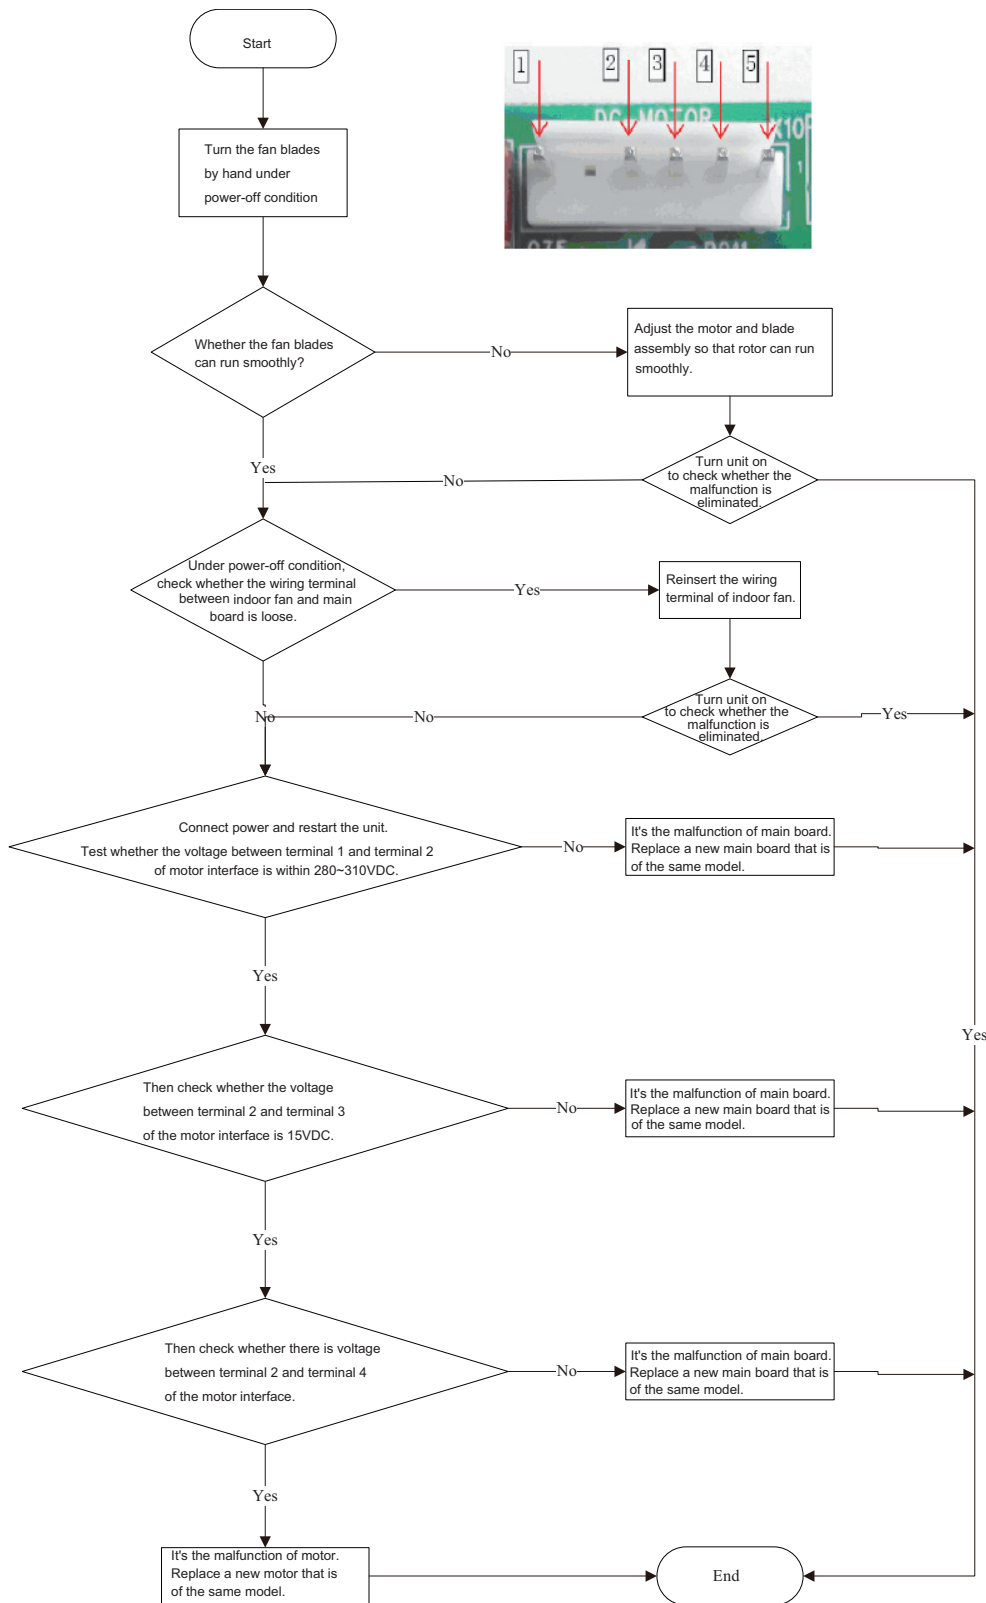 Start
1
2
3
4
5
DC MOTOR
1
Turn the fan blades
by hand under
power-off condition
Whether the fan blades
can run smoothly?
No
Adjust the motor and blade
assembly so that rotor can run
smoothly.
Yes
Turn unit on
to check whether the
malfunction is
eliminated.
No
Under power-off condition,
check whether the wiring terminal
between indoor fan and main
board is loose.
Yes
Reinsert the wiring
terminal of indoor fan.
Turn unit on
to check whether the
malfunction is
eliminated.
No
No
Yes
Connect power and restart the unit.
Test whether the voltage between terminal 1 and terminal 2
of motor interface is within 280~310VDC.
No
It's the malfunction of main board.
Replace a new main board that is
of the same model.
Yes
Yes
Then check whether the voltage
between terminal 2 and terminal 3
of the motor interface is 15VDC.
No
It's the malfunction of main board.
Replace a new main board that is
of the same model.
Yes
Then check whether there is voltage
between terminal 2 and terminal 4
of the motor interface.
No
It's the malfunction of main board.
Replace a new main board that is
of the same model.
Yes
It's the malfunction of motor.
Replace a new motor that is
of the same model.
End